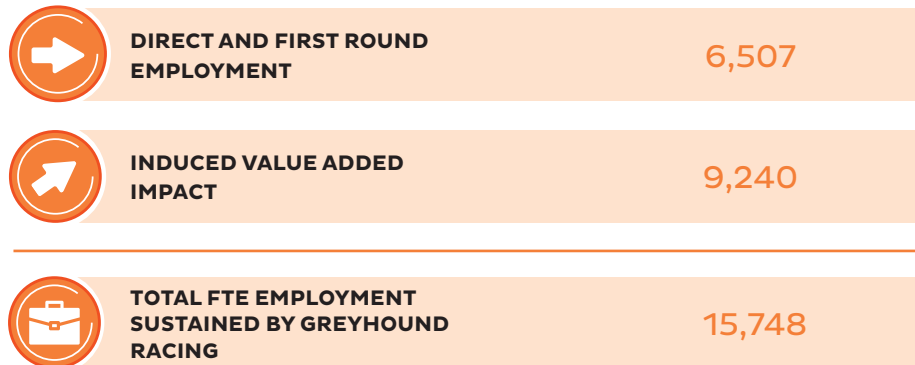 DIRECT AND FIRST ROUND
EMPLOYMENT
6,507
INDUCED VALUE ADDED
IMPACT
9,240
TOTAL FTE EMPLOYMENT
SUSTAINED BY GREYHOUND
RACING
15,748